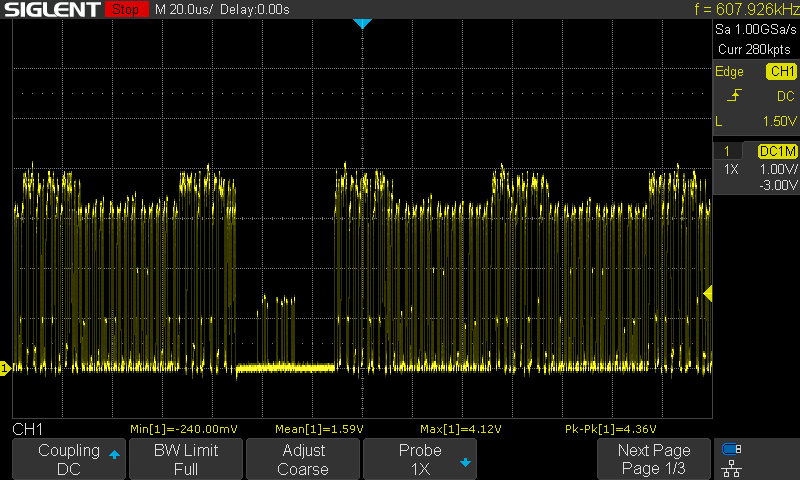 SIGLENT Stop M 20.0us/ Delay:0.00s f = 607.926kHz
Sa 1.00GSa/s
Curr 280kpts
Edge CH1
DC
L 1.50V
1 DC1M
1X 1.00V/
-3.00V
1
CH1 Min[1]=-240.00mV Mean[1]=1.59V Max[1]=4.12V Pk-Pk[1]=4.36V
Coupling BW Limit Adjust Probe Next Page
DC Full Coarse 1X Page 1/3